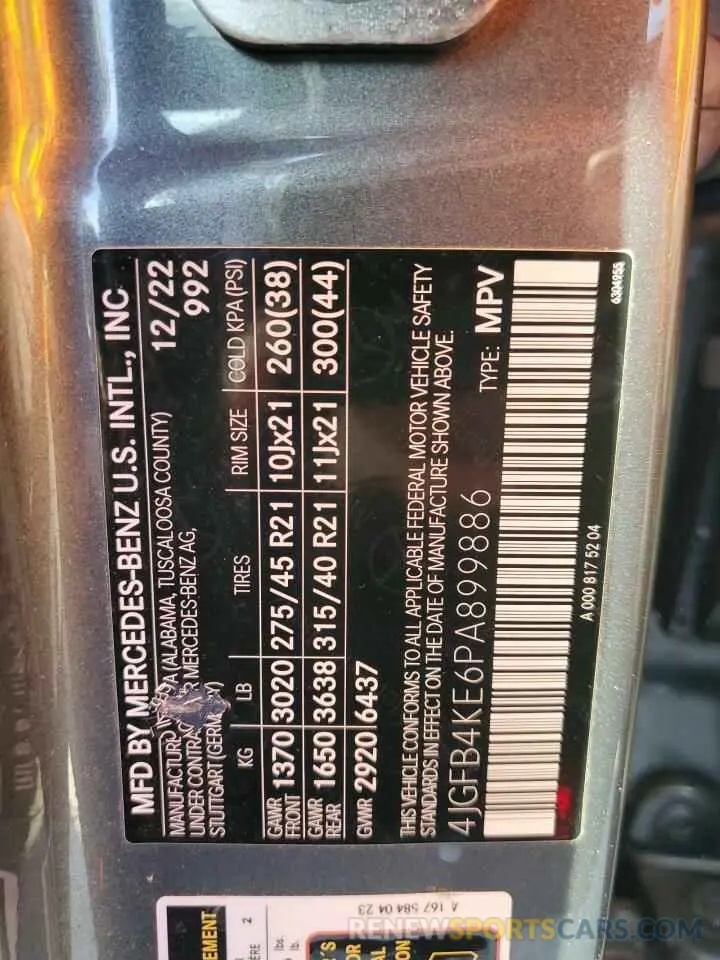 MFD BY MERCEDES-BENZ U.S. INTL., INC
MANUFACTURED (ALABAMA, TUSCALOOSA COUNTY) 12/22
UNDER MERCEDES-BENZ AG, 992
STUTTGART (GERMANY)
KG LB TIRES RIM SIZE COLD KPA (PSI)
GAWR FRONT 1370 3020 275/45 R21 10Jx21 260(38)
GAWR REAR 1650 3638 315/40 R21 11Jx21 300(44)
GVWR 2920 6437
THIS VEHICLE CONFORMS TO ALL APPLICABLE FEDERAL MOTOR VEHICLE SAFETY
STANDARDS IN EFFECT ON THE DATE OF MANUFACTURE SHOWN ABOVE.
4JGFB4KE6PA899886 TYPE: MPV
A 000 817 52 04 6304955
A 167 584 04 23
2
lbs.
lb.
RENEWSPORTSCARS.COM